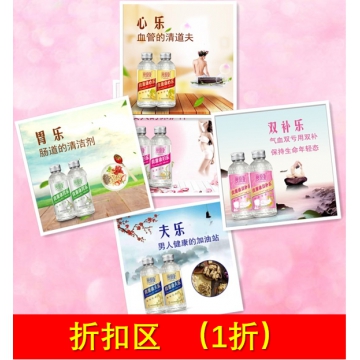 心乐
血管的清道夫
胃乐
肠道的清洁剂
双补乐
气血双亏用双补
保持生命年轻态
夫乐
男人健康的加油站
折扣区 （1折）